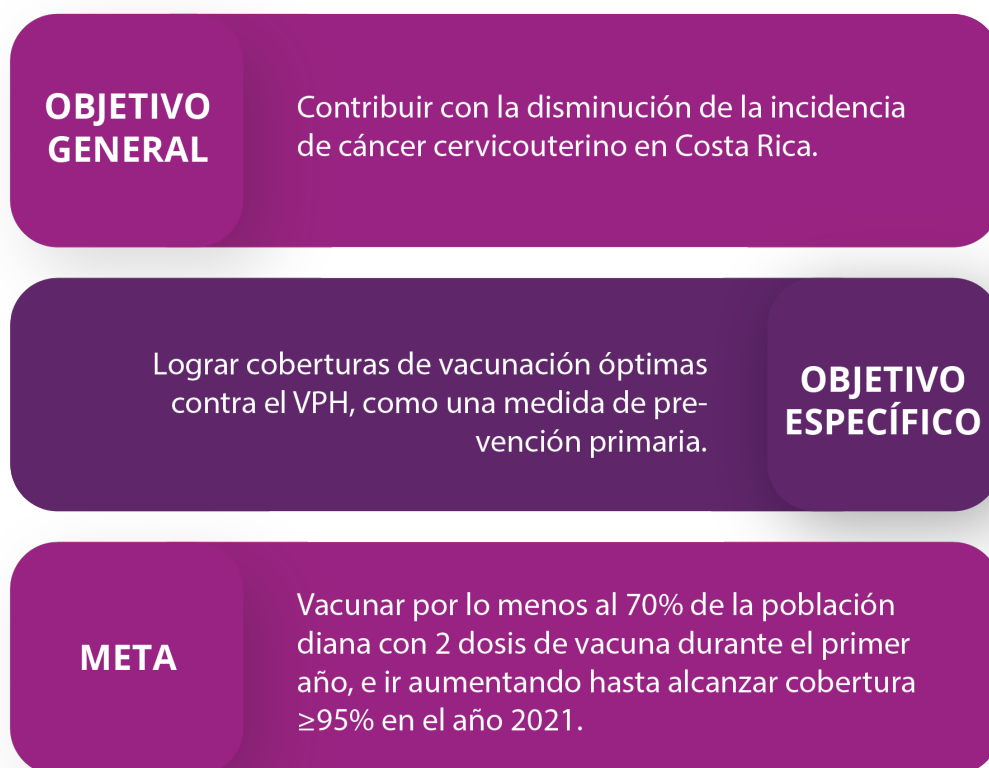 OBJETIVO
GENERAL
Contribuir con la disminución de la incidencia
de cáncer cervicouterino en Costa Rica.
Lograr coberturas de vacunación óptimas
contra el VPH, como una medida de pre-
vención primaria.
OBJETIVO
ESPECÍFICO
META
Vacunar por lo menos al 70% de la población
diana con 2 dosis de vacuna durante el primer
año, e ir aumentando hasta alcanzar cobertura
≥95% en el año 2021.